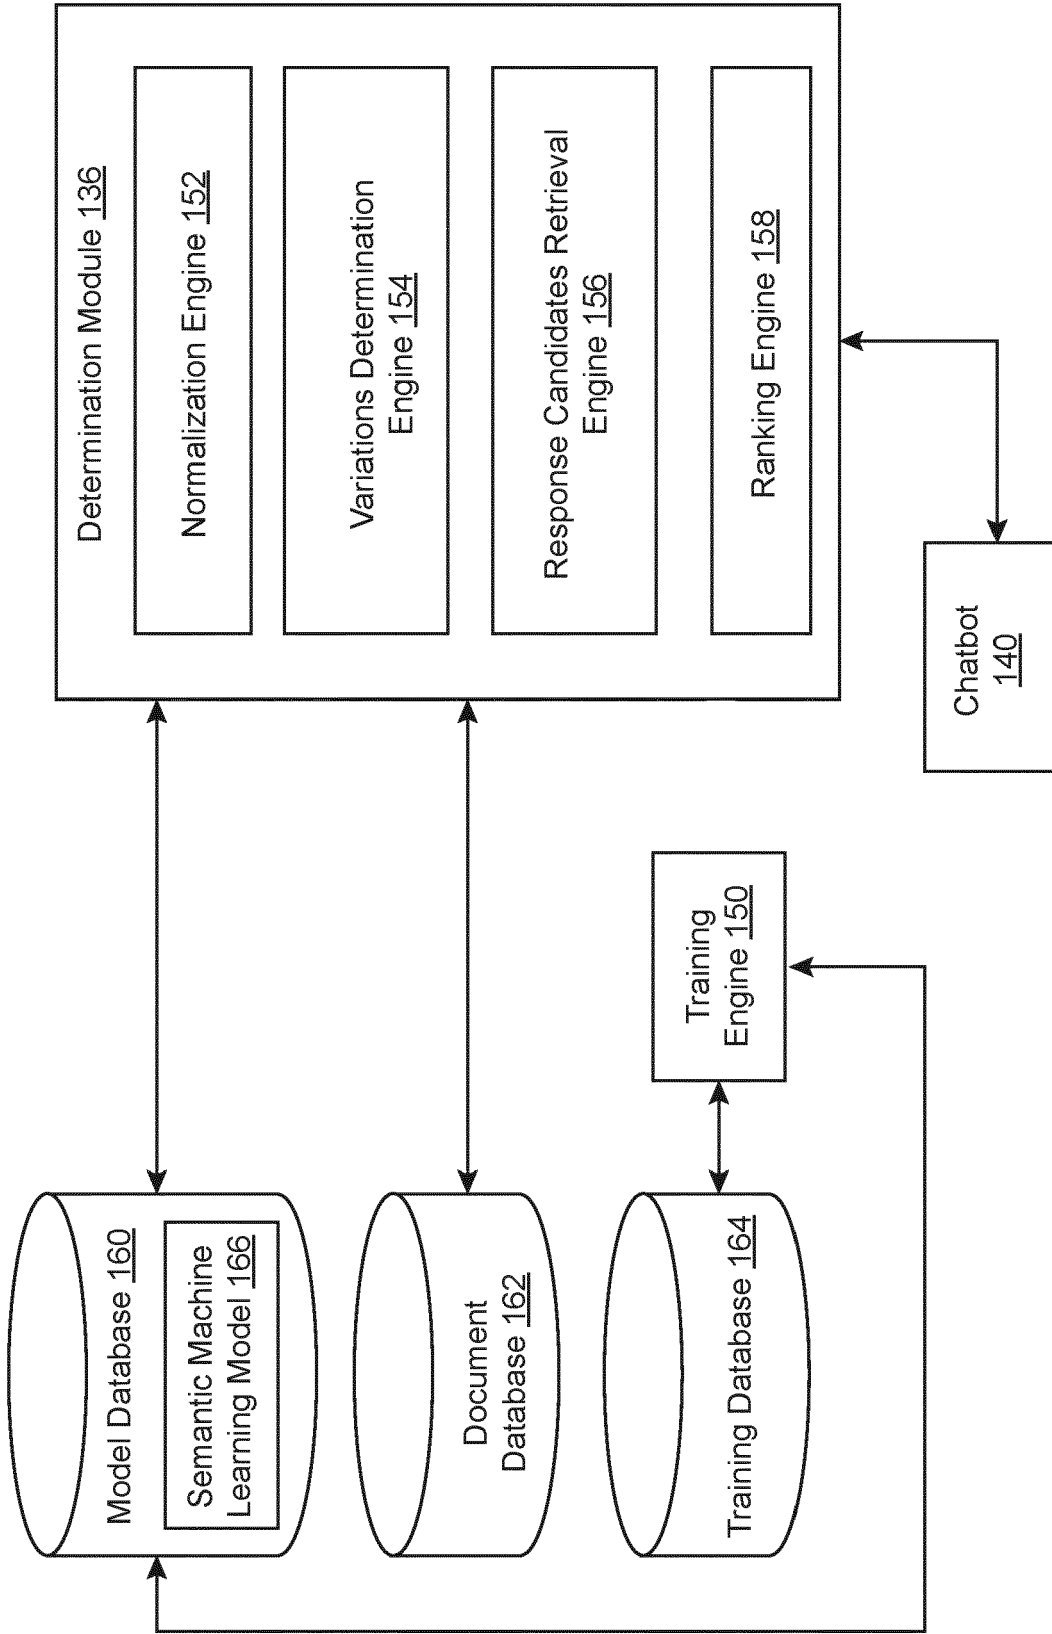 Model Database 160
Semantic Machine
Learning Model 166
Document
Database 162
Training Database 164
Training
Engine 150
Determination Module 136
Normalization Engine 152
Variations Determination
Engine 154
Response Candidates Retrieval
Engine 156
Ranking Engine 158
Chatbot
140